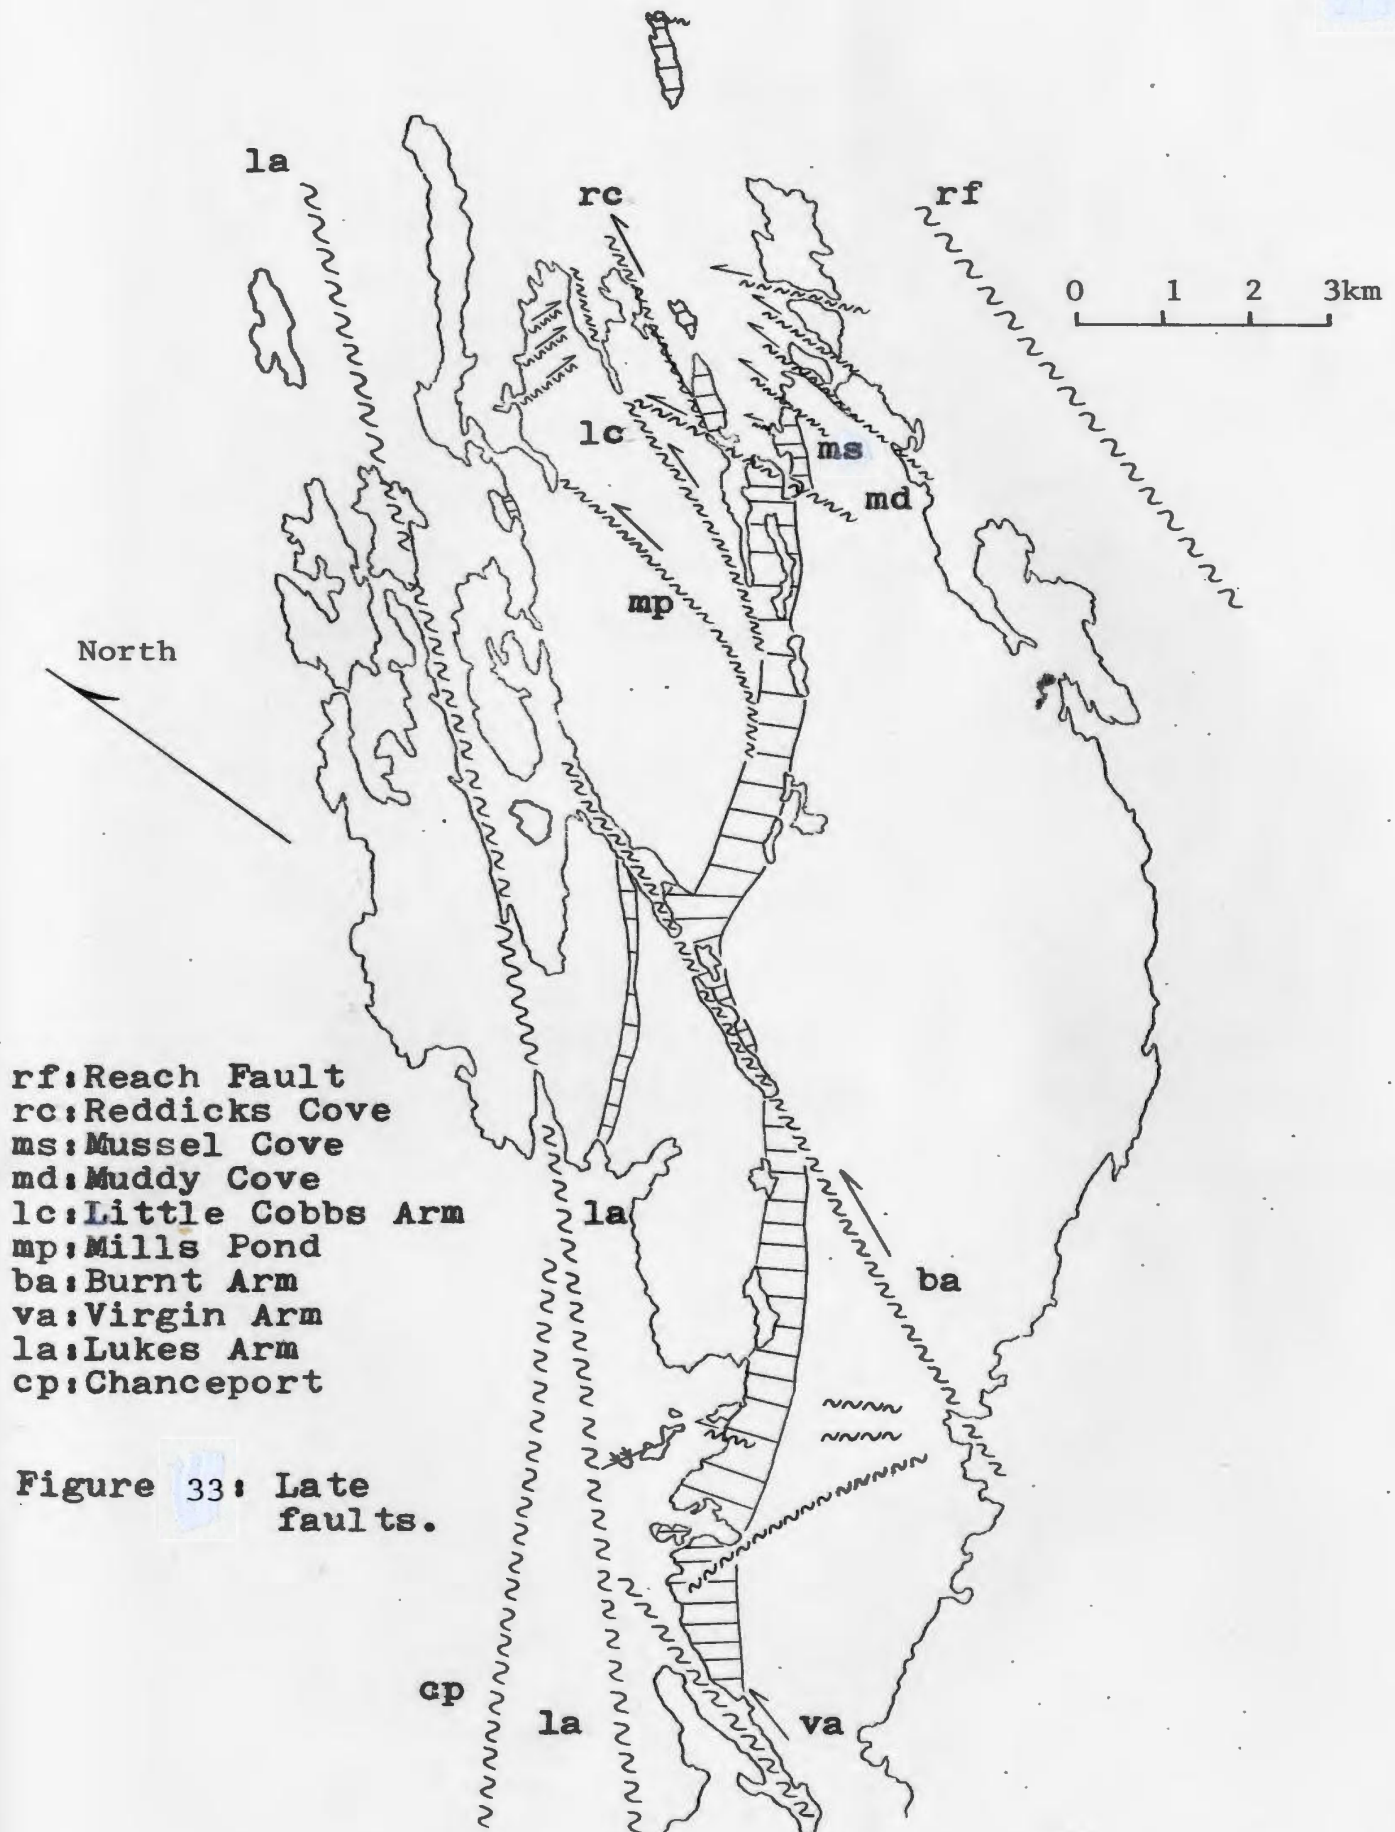 la
rc
rf
0 1 2 3km
lc
ms
md
mp
North
rf:Reach Fault
rc:Reddicks Cove
ms:Mussel Cove
md:Muddy Cove
lc:Little Cobbs Arm
mp:Mills Pond
ba:Burnt Arm
va:Virgin Arm
la:Lukes Arm
cp:Chanceport
la
ba
Figure 33: Late
faults.
cp
la
va